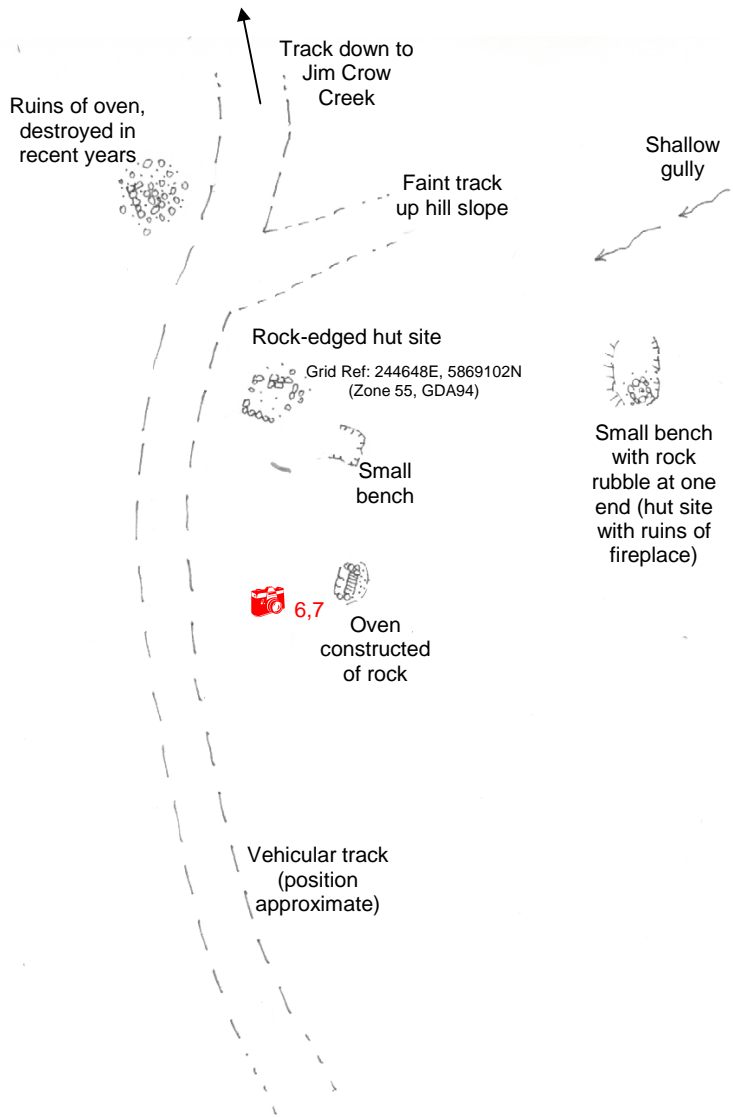 Track down to
Jim Crow
Creek
Ruins of oven,
destroyed in
recent years
Shallow
gully
Faint track
up hill slope
Rock-edged hut site
Grid Ref: 244648E, 5869102N
(Zone 55, GDA94)
Small
bench
Small bench
with rock
rubble at one
end (hut site
with ruins of
fireplace)
6,7
Oven
constructed
of rock
Vehicular track
(position
approximate)